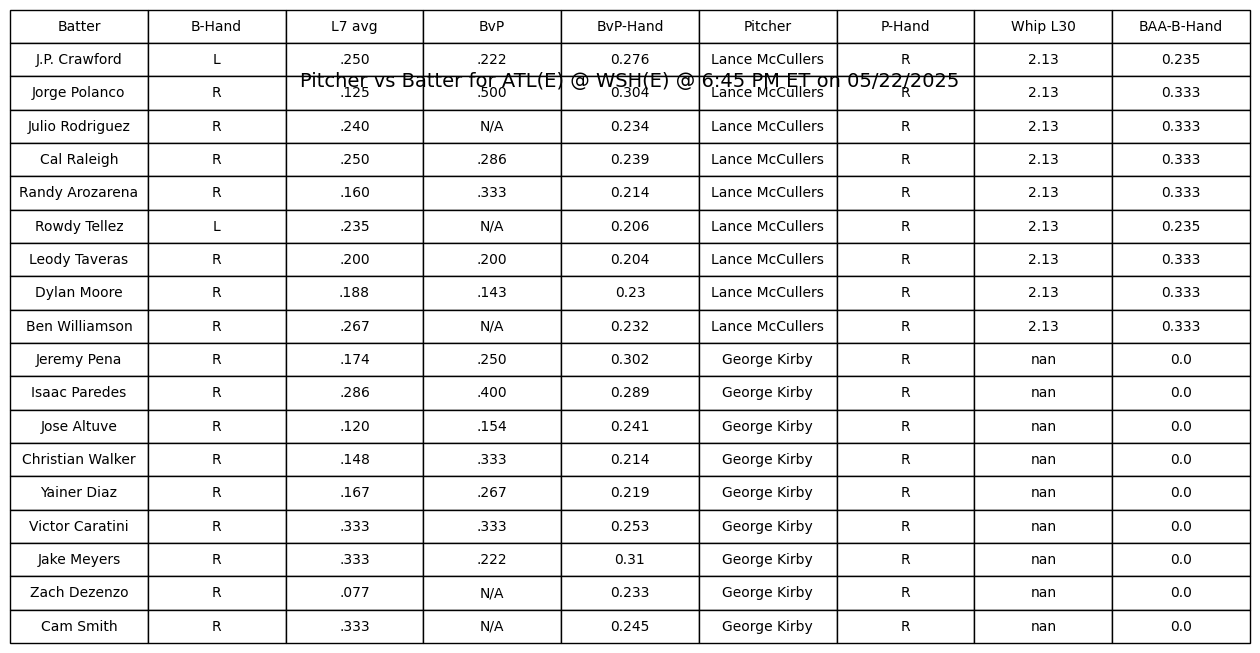 Batter B-Hand L7 avg BvP BvP-Hand Pitcher P-Hand Whip L30 BAA-B-Hand
J.P. Crawford L .250 .222 0.276 Lance McCullers R 2.13 0.235
Pitcher vs Batter for ATL(E) @ WSH(E) @ 6:45 PM ET on 05/22/2025
Jorge Polanco R .125 .500 0.304 Lance McCullers R 2.13 0.333
Julio Rodriguez R .240 N/A 0.234 Lance McCullers R 2.13 0.333
Cal Raleigh R .250 .286 0.239 Lance McCullers R 2.13 0.333
Randy Arozarena R .160 .333 0.214 Lance McCullers R 2.13 0.333
Rowdy Tellez L .235 N/A 0.206 Lance McCullers R 2.13 0.235
Leody Taveras R .200 .200 0.204 Lance McCullers R 2.13 0.333
Dylan Moore R .188 .143 0.23 Lance McCullers R 2.13 0.333
Ben Williamson R .267 N/A 0.232 Lance McCullers R 2.13 0.333
Jeremy Pena R .174 .250 0.302 George Kirby R nan 0.0
Isaac Paredes R .286 .400 0.289 George Kirby R nan 0.0
Jose Altuve R .120 .154 0.241 George Kirby R nan 0.0
Christian Walker R .148 .333 0.214 George Kirby R nan 0.0
Yainer Diaz R .167 .267 0.219 George Kirby R nan 0.0
Victor Caratini R .333 .333 0.253 George Kirby R nan 0.0
Jake Meyers R .333 .222 0.31 George Kirby R nan 0.0
Zach Dezenzo R .077 N/A 0.233 George Kirby R nan 0.0
Cam Smith R .333 N/A 0.245 George Kirby R nan 0.0